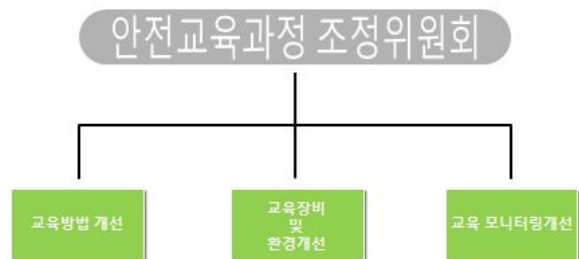 안전교육과정 조정위원회
교육방법 개선
교육장비
및
환경개선
교육 모니터링개선